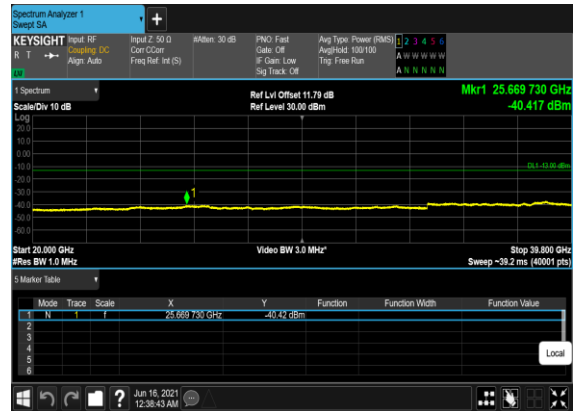 Spectrum Analyzer 1
Swept SA
KEYSIGHT Input: RF Input Z: 50 Ω #Atten: 30 dB PNO: Fast Avg Type: Power (RMS) 1 2 3 4 5 6
R T Coupling: DC Corr CCorr Gate: Off Avg|Hold: 100/100 A W W W W W
Align: Auto Freq Ref: Int (S) IF Gain: Low Trig: Free Run
LW Sig Track: Off A N N N N N
1 Spectrum Ref Lvl Offset 11.79 dB Mkr1 25.669 730 GHz
Scale/Div 10 dB Ref Level 30.00 dBm -40.417 dBm
Log
20.0
10.0
0.00
-10.0 DL1 -13.00 dBm
-20.0
-30.0 1
-40.0
-50.0
-60.0
Start 20.000 GHz Video BW 3.0 MHz* Stop 39.800 GHz
#Res BW 1.0 MHz Sweep ~39.2 ms (40001 pts)
5 Marker Table
Mode Trace Scale X Y Function Function Width Function Value
1 N 1 f 25.669 730 GHz -40.42 dBm
2
3
4
5
6
Local
? Jun 16, 2021
12:38:43 AM